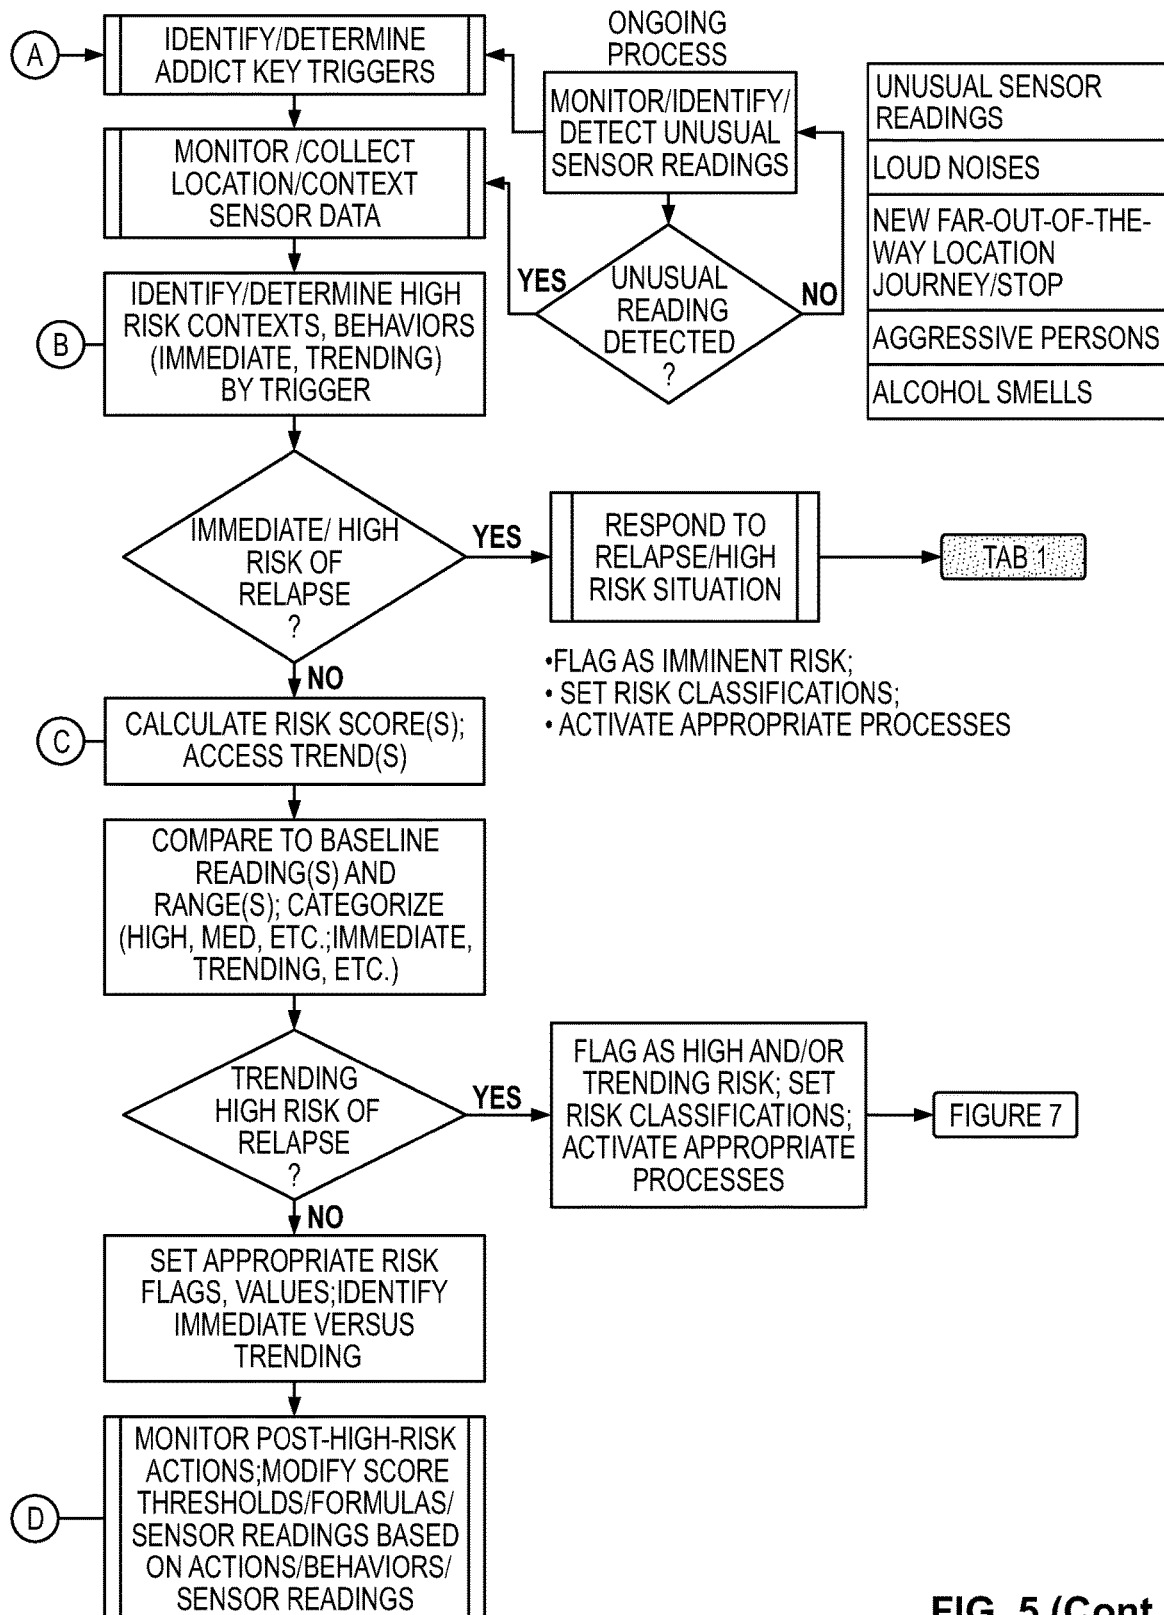 A
IDENTIFY/DETERMINE
ADDICT KEY TRIGGERS
ONGOING
PROCESS
MONITOR/IDENTIFY/
DETECT UNUSUAL
SENSOR READINGS
UNUSUAL SENSOR
READINGS
LOUD NOISES
NEW FAR-OUT-OF-THE-
WAY LOCATION
JOURNEY/STOP
AGGRESSIVE PERSONS
ALCOHOL SMELLS
MONITOR /COLLECT
LOCATION/CONTEXT
SENSOR DATA
YES
UNUSUAL
READING
DETECTED
?
NO
B
IDENTIFY/DETERMINE HIGH
RISK CONTEXTS, BEHAVIORS
(IMMEDIATE, TRENDING)
BY TRIGGER
IMMEDIATE/ HIGH
RISK OF
RELAPSE
?
YES
RESPOND TO
RELAPSE/HIGH
RISK SITUATION
TAB 1
•FLAG AS IMMINENT RISK;
• SET RISK CLASSIFICATIONS;
• ACTIVATE APPROPRIATE PROCESSES
NO
C
CALCULATE RISK SCORE(S);
ACCESS TREND(S)
COMPARE TO BASELINE
READING(S) AND
RANGE(S); CATEGORIZE
(HIGH, MED, ETC.;IMMEDIATE,
TRENDING, ETC.)
TRENDING
HIGH RISK OF
RELAPSE
?
YES
FLAG AS HIGH AND/OR
TRENDING RISK; SET
RISK CLASSIFICATIONS;
ACTIVATE APPROPRIATE
PROCESSES
FIGURE 7
NO
SET APPROPRIATE RISK
FLAGS, VALUES;IDENTIFY
IMMEDIATE VERSUS
TRENDING
D
MONITOR POST-HIGH-RISK
ACTIONS;MODIFY SCORE
THRESHOLDS/FORMULAS/
SENSOR READINGS BASED
ON ACTIONS/BEHAVIORS/
SENSOR READINGS
FIG. 5 (Cont